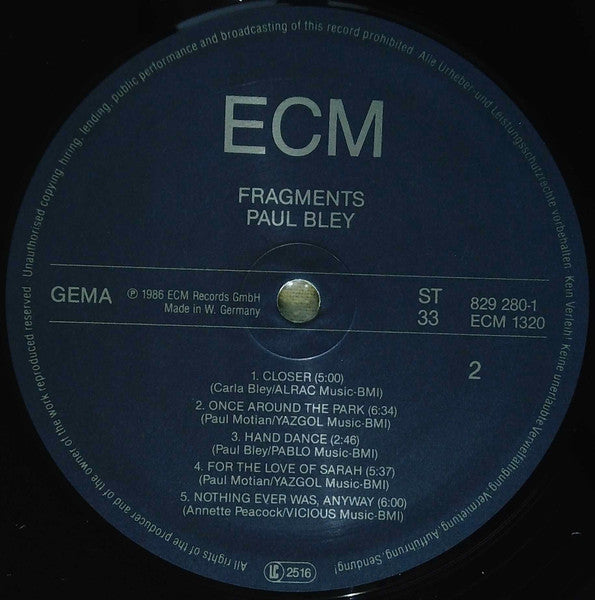 All rights of the producer and of the owner of the work reproduced reserved. Unauthorised copying, hiring, lending, public performance and broadcasting of this record prohibited. Alle Urheber-und Leistungsschutzrechte vorbehalten. Kein Verleih! Keine unerlaubte Vervielfältigung, Vermietung, Aufführung, Sendung!
ECM
FRAGMENTS
PAUL BLEY
GEMA
℗ 1986 ECM Records GmbH
Made in W. Germany
ST
33
829 280-1
ECM 1320
2
1. CLOSER (5:00)
(Carla Bley/ALRAC Music-BMI)
2. ONCE AROUND THE PARK (6:34)
(Paul Motian/YAZGOL Music-BMI)
3. HAND DANCE (2:46)
(Paul Bley/PABLO Music-BMI)
4. FOR THE LOVE OF SARAH (5:37)
(Paul Motian/YAZGOL Music-BMI)
5. NOTHING EVER WAS, ANYWAY (6:00)
(Annette Peacock/VICIOUS Music-BMI)
LC 2516